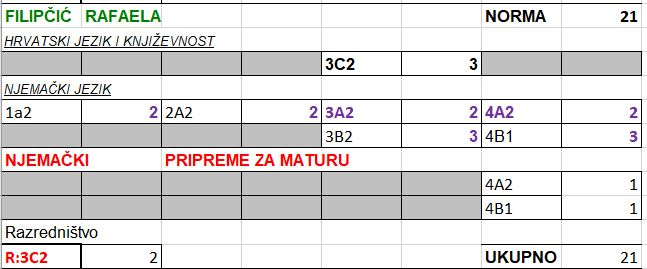 FILIPČIĆ RAFAELA NORMA 21
HRVATSKI JEZIK I KNJIŽEVNOST
3C2 3
NJEMAČKI JEZIK
1a2 2 2A2 2 3A2 2 4A2 2
3B2 3 4B1 3
NJEMAČKI PRIPREME ZA MATURU
4A2 1
4B1 1
Razredništvo
R:3C2 2 UKUPNO 21